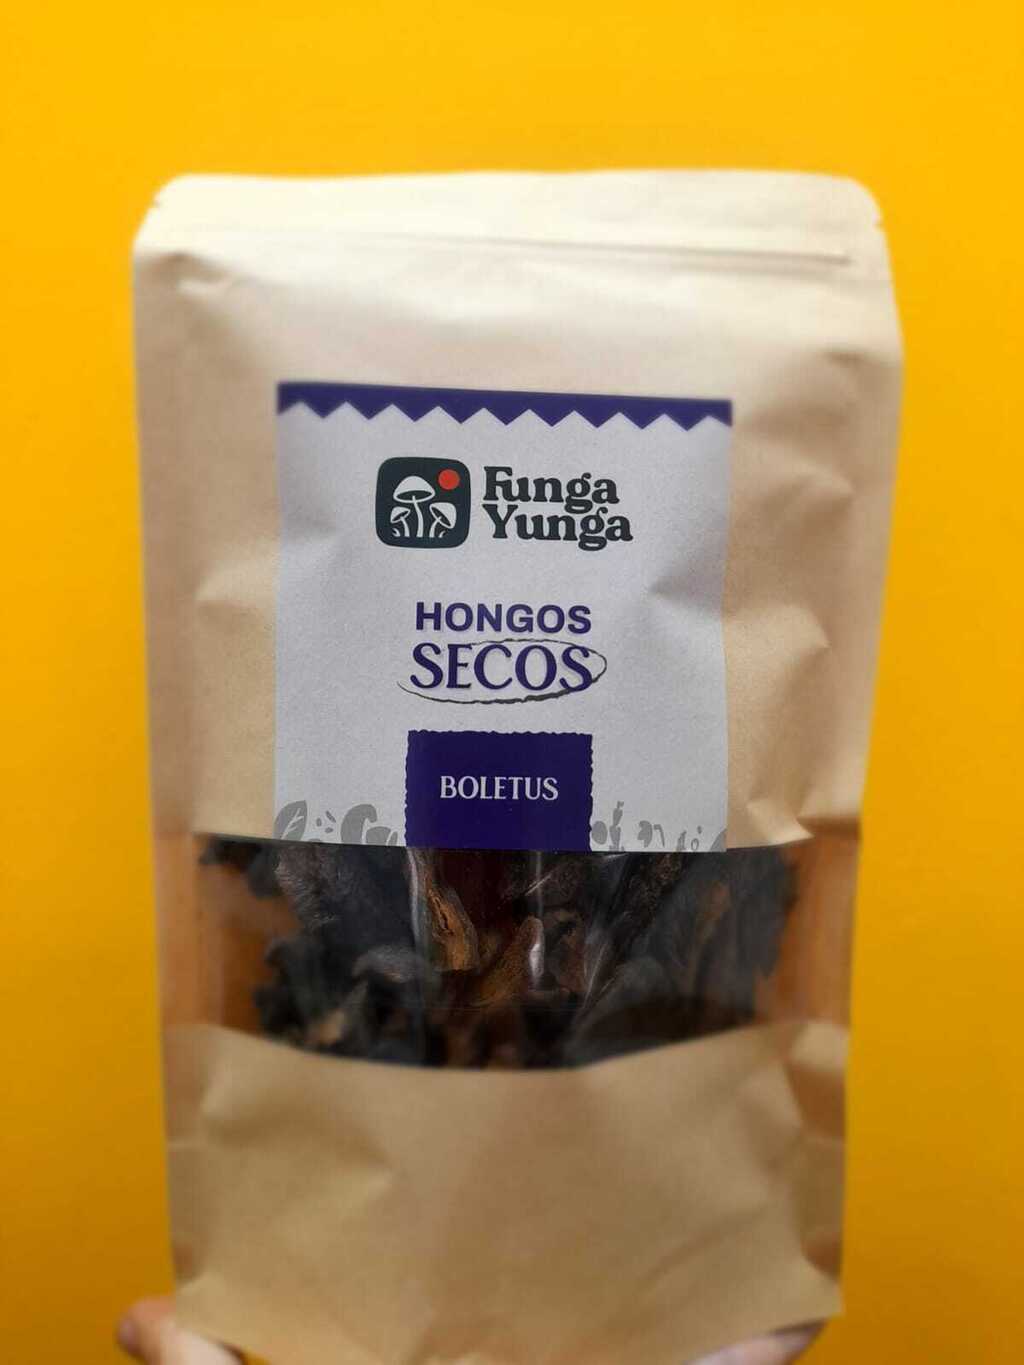 Funga
Yunga
HONGOS
SECOS
BOLETUS